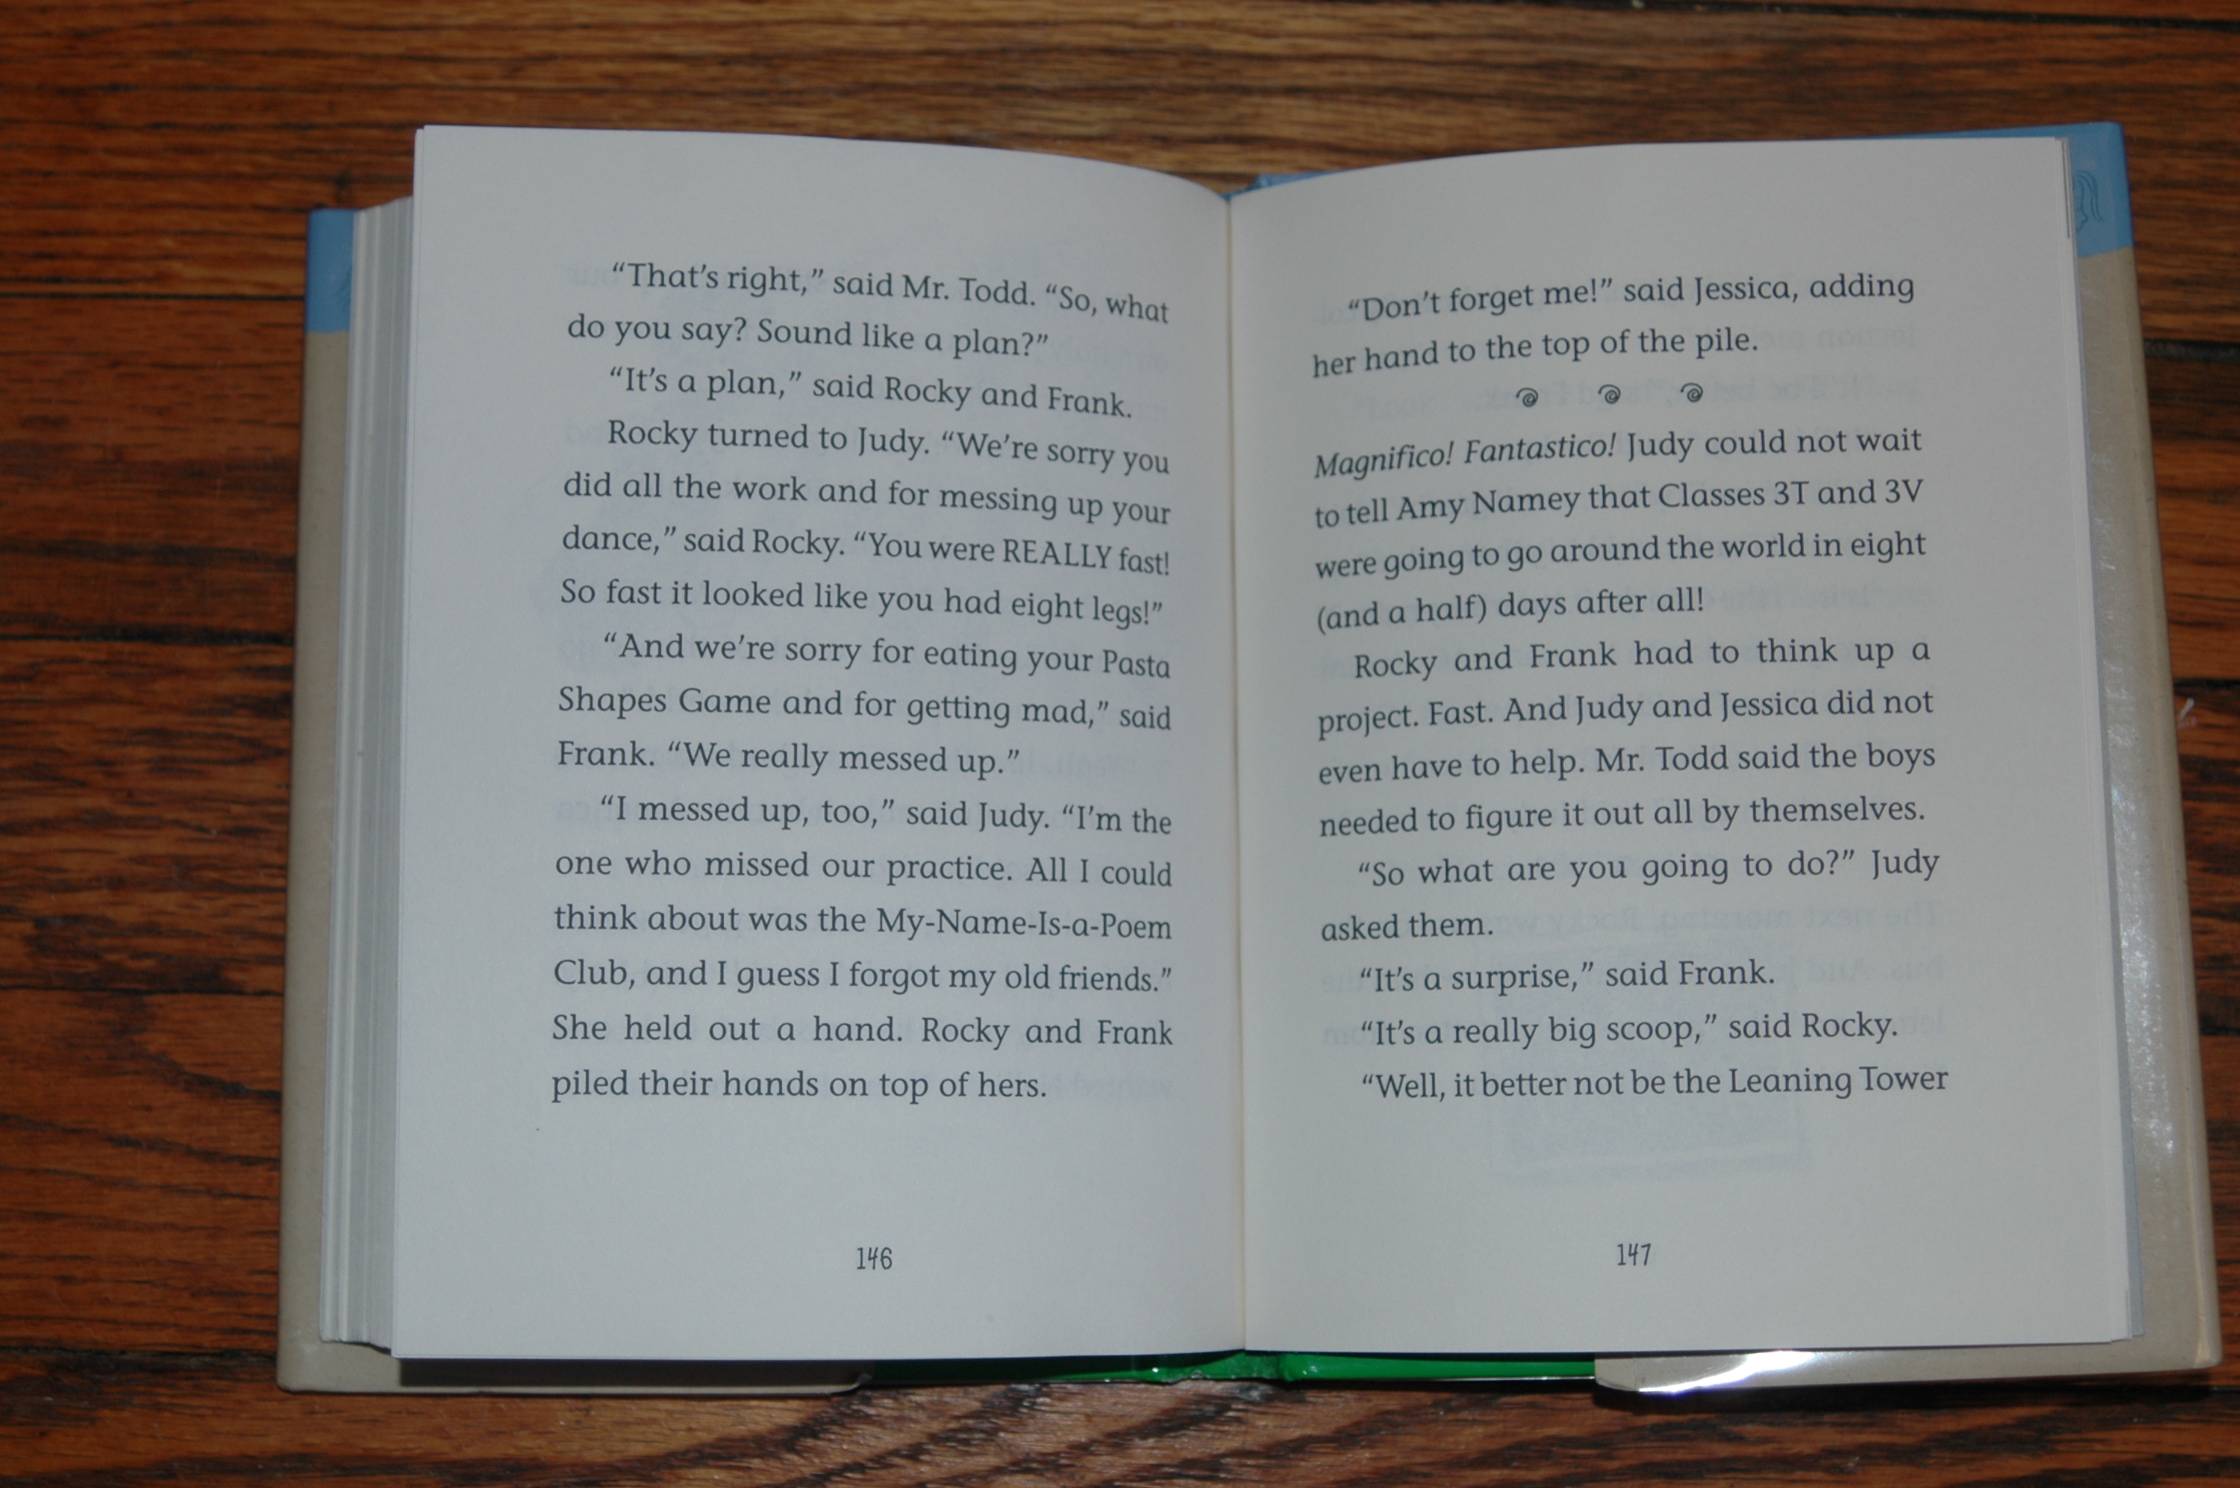 “That’s right,” said Mr. Todd. “So, what
do you say? Sound like a plan?”
“It’s a plan,” said Rocky and Frank.
Rocky turned to Judy. “We’re sorry you
did all the work and for messing up your
dance,” said Rocky. “You were REALLY fast!
So fast it looked like you had eight legs!”
“And we’re sorry for eating your Pasta
Shapes Game and for getting mad,” said
Frank. “We really messed up.”
“I messed up, too,” said Judy. “I’m the
one who missed our practice. All I could
think about was the My-Name-Is-a-Poem
Club, and I guess I forgot my old friends.”
She held out a hand. Rocky and Frank
piled their hands on top of hers.
146
“Don’t forget me!” said Jessica, adding
her hand to the top of the pile.
Magnifico! Fantastico! Judy could not wait
to tell Amy Namey that Classes 3T and 3V
were going to go around the world in eight
(and a half) days after all!
Rocky and Frank had to think up a
project. Fast. And Judy and Jessica did not
even have to help. Mr. Todd said the boys
needed to figure it out all by themselves.
“So what are you going to do?” Judy
asked them.
“It’s a surprise,” said Frank.
“It’s a really big scoop,” said Rocky.
“Well, it better not be the Leaning Tower
147